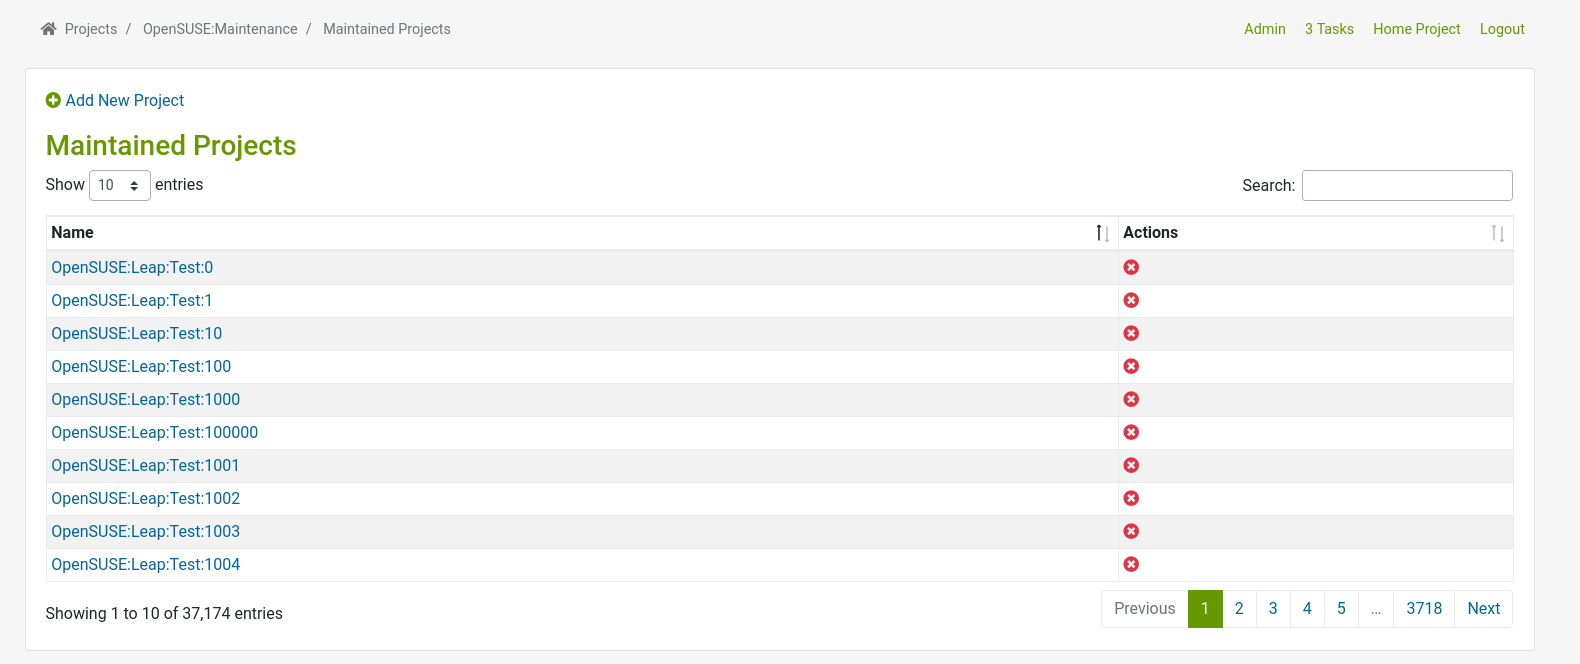 Projects / OpenSUSE:Maintenance / Maintained Projects Admin 3 Tasks Home Project Logout
Add New Project
Maintained Projects
Show 10 entries Search:
Name Actions
OpenSUSE:Leap:Test:0
OpenSUSE:Leap:Test:1
OpenSUSE:Leap:Test:10
OpenSUSE:Leap:Test:100
OpenSUSE:Leap:Test:1000
OpenSUSE:Leap:Test:100000
OpenSUSE:Leap:Test:1001
OpenSUSE:Leap:Test:1002
OpenSUSE:Leap:Test:1003
OpenSUSE:Leap:Test:1004
Showing 1 to 10 of 37,174 entries Previous 1 2 3 4 5 … 3718 Next